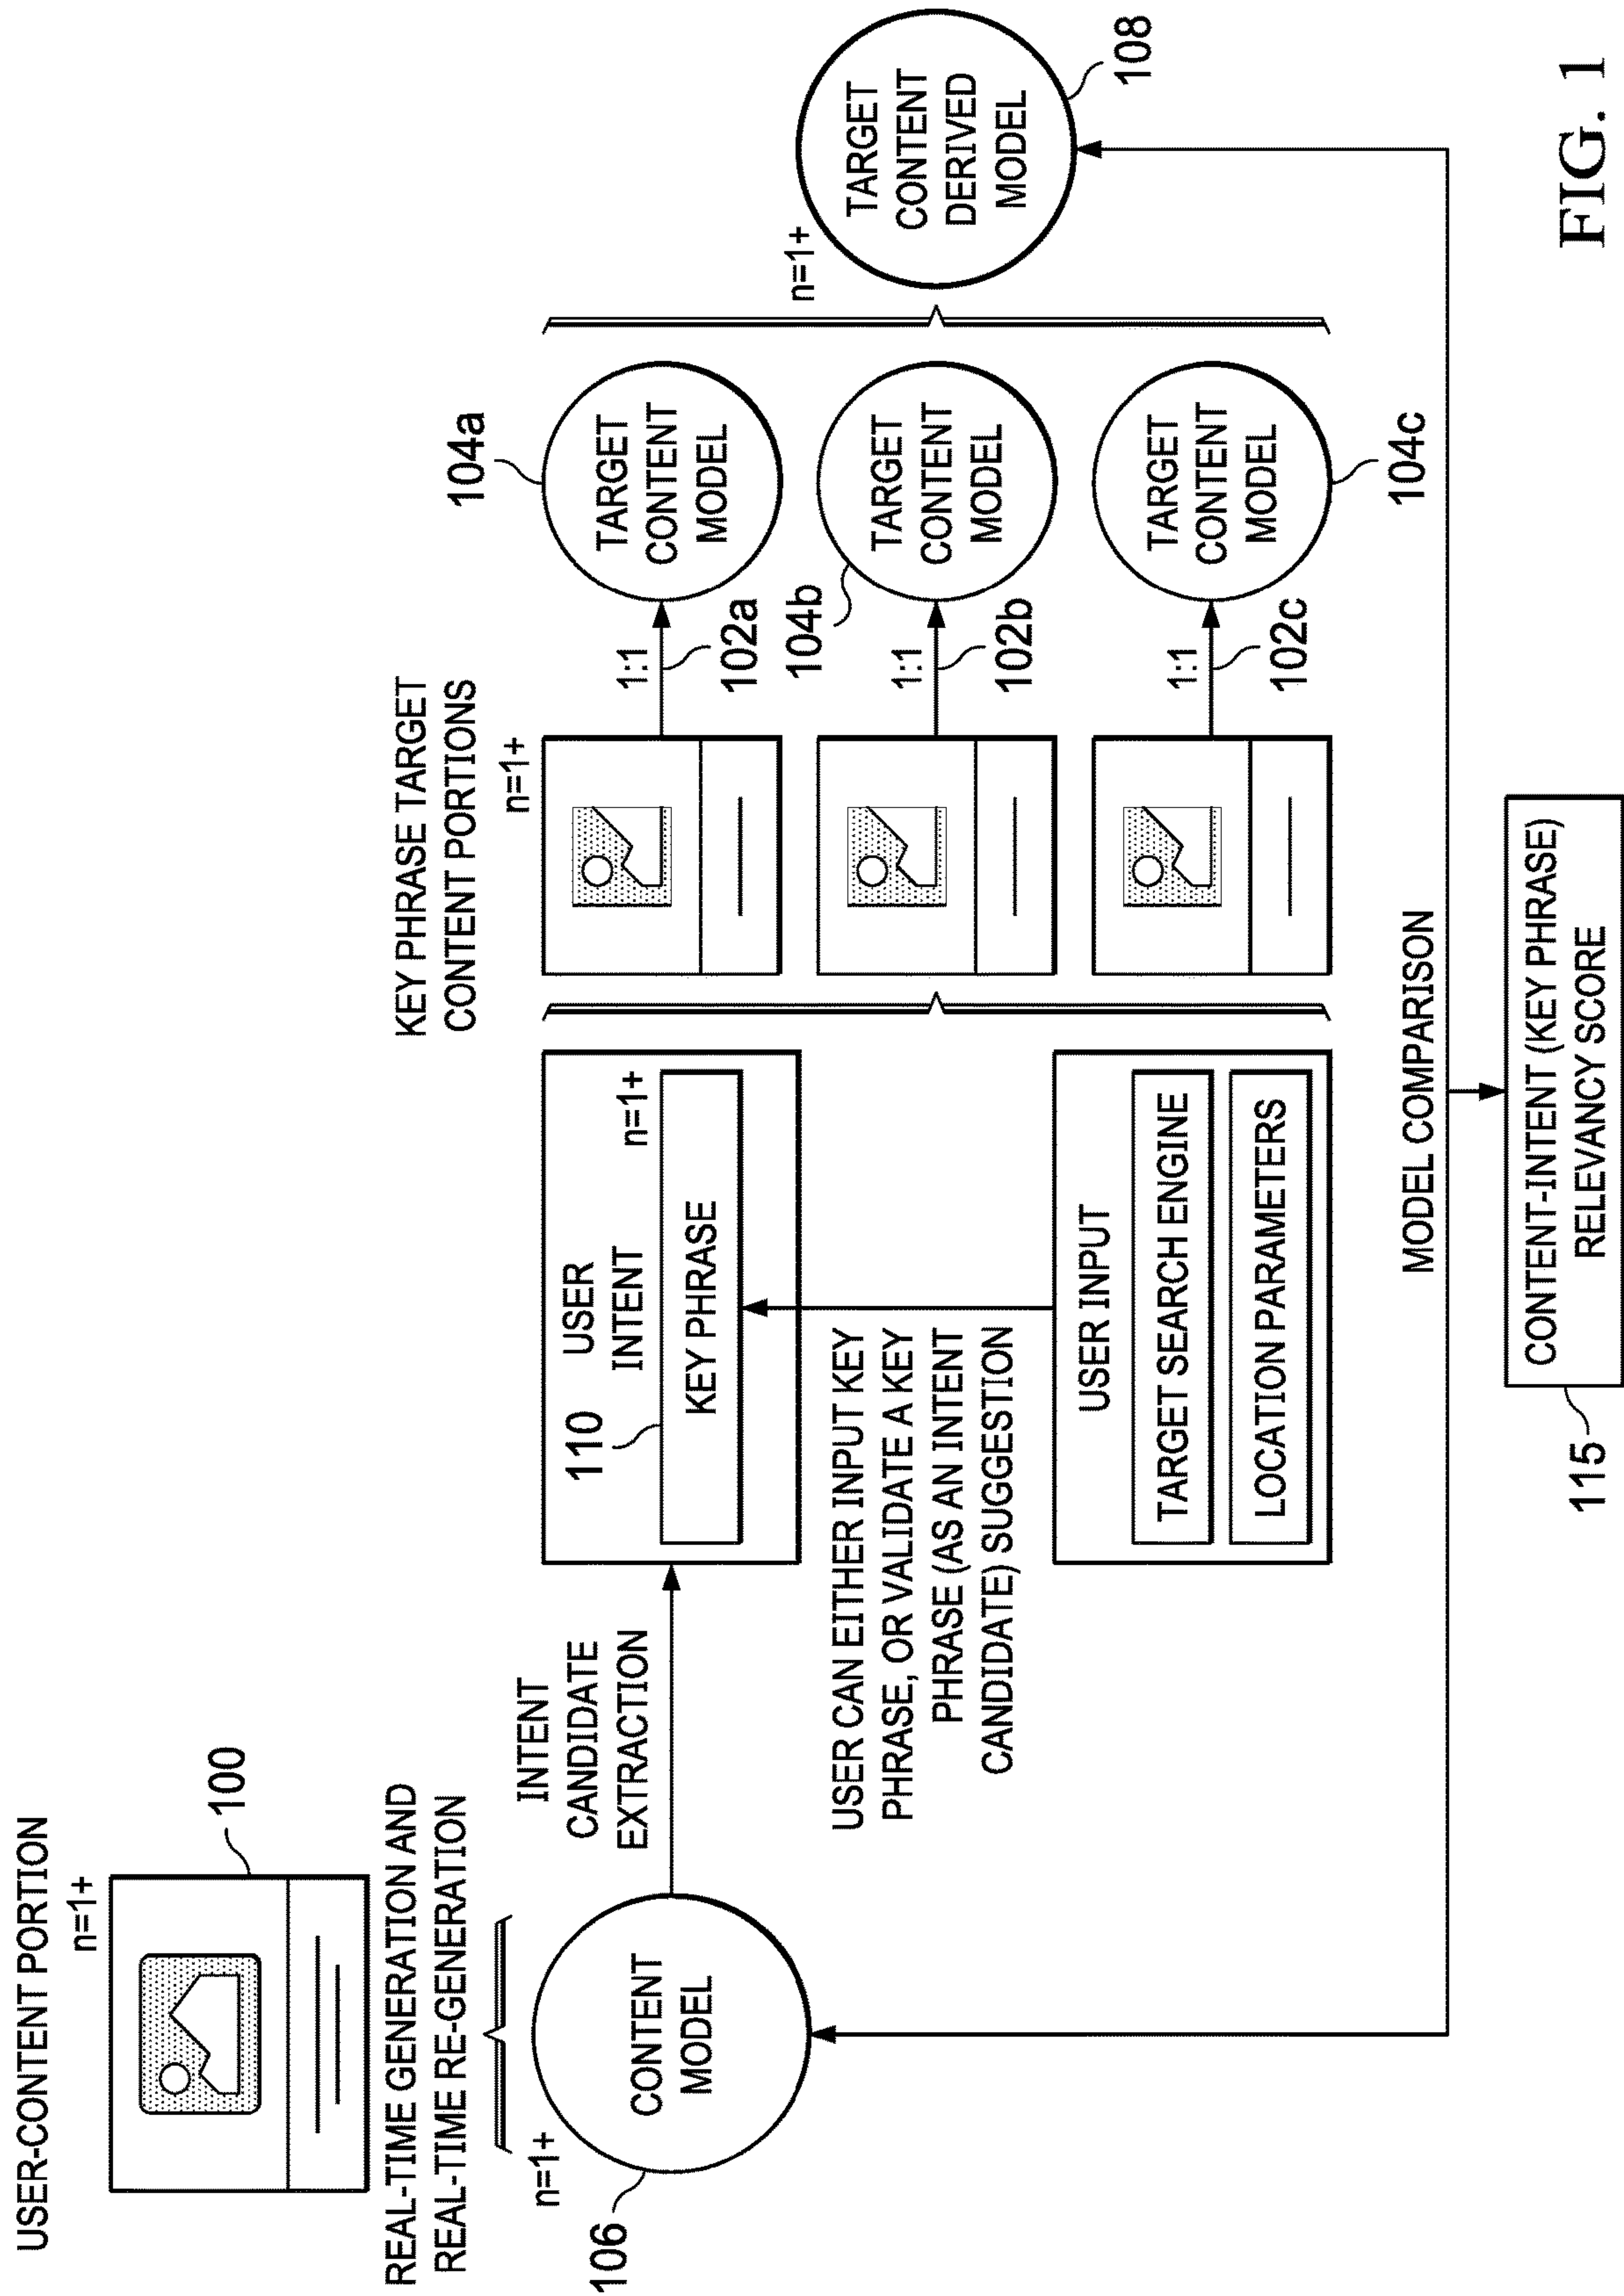 USER-CONTENT PORTION
n=1+
100
REAL-TIME GENERATION AND
REAL-TIME RE-GENERATION
n=1+
CONTENT
MODEL
106
INTENT
CANDIDATE
EXTRACTION
110
USER
INTENT
n=1+
KEY PHRASE
USER CAN EITHER INPUT KEY
PHRASE, OR VALIDATE A KEY
PHRASE (AS AN INTENT
CANDIDATE) SUGGESTION
USER INPUT
TARGET SEARCH ENGINE
LOCATION PARAMETERS
KEY PHRASE TARGET
CONTENT PORTIONS
n=1+
1:1
102a
1:1
102b
1:1
102c
104a
TARGET
CONTENT
MODEL
104b
TARGET
CONTENT
MODEL
TARGET
CONTENT
MODEL
104c
n=1+
TARGET
CONTENT
DERIVED
MODEL
108
MODEL COMPARISON
115
CONTENT-INTENT (KEY PHRASE)
RELEVANCY SCORE
FIG. 1